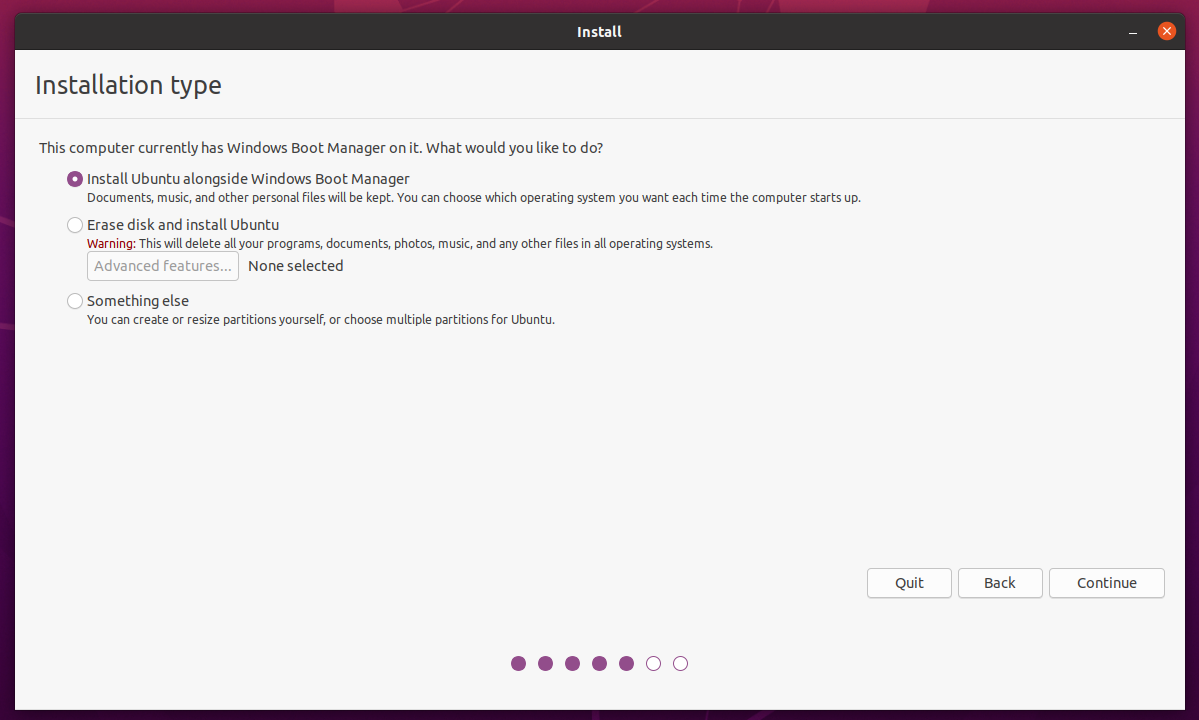 Install
Installation type
This computer currently has Windows Boot Manager on it. What would you like to do?
Install Ubuntu alongside Windows Boot Manager
Documents, music, and other personal files will be kept. You can choose which operating system you want each time the computer starts up.
Erase disk and install Ubuntu
Warning: This will delete all your programs, documents, photos, music, and any other files in all operating systems.
Advanced features... None selected
Something else
You can create or resize partitions yourself, or choose multiple partitions for Ubuntu.
Quit Back Continue